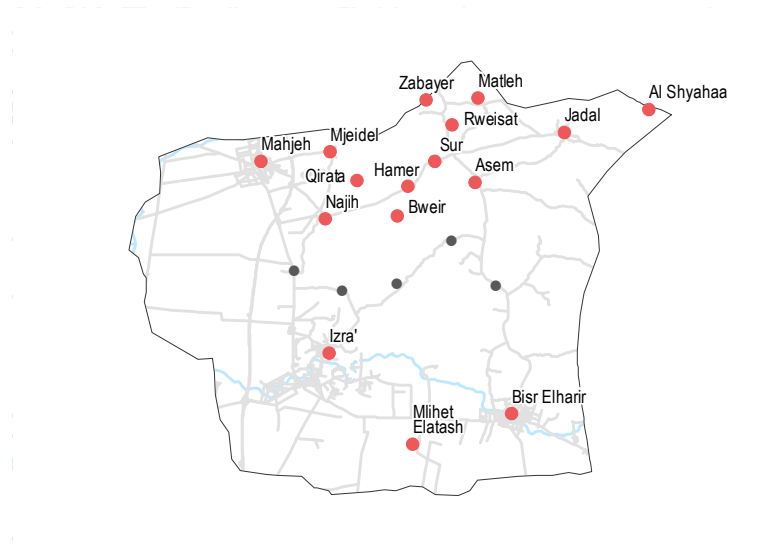 Zabayer
Matleh
Al Shyahaa
Rweisat
Jadal
Mahjeh
Mjeidel
Sur
Qirata
Hamer
Asem
Najih
Bweir
Izra'
Bisr Elharir
Mlihet
Elatash